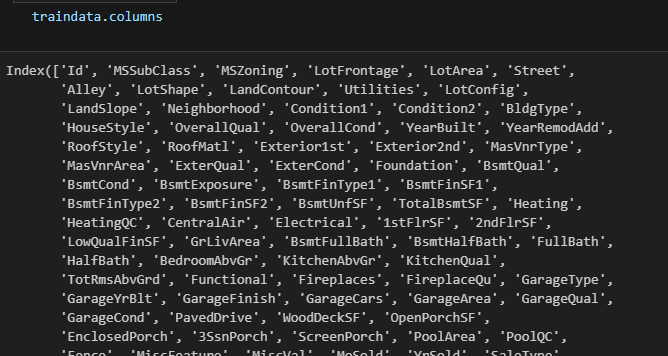 traindata.columns
Index(['Id', 'MSSubClass', 'MSZoning', 'LotFrontage', 'LotArea', 'Street',
'Alley', 'LotShape', 'LandContour', 'Utilities', 'LotConfig',
'LandSlope', 'Neighborhood', 'Condition1', 'Condition2', 'BldgType',
'HouseStyle', 'OverallQual', 'OverallCond', 'YearBuilt', 'YearRemodAdd',
'RoofStyle', 'RoofMatl', 'Exterior1st', 'Exterior2nd', 'MasVnrType',
'MasVnrArea', 'ExterQual', 'ExterCond', 'Foundation', 'BsmtQual',
'BsmtCond', 'BsmtExposure', 'BsmtFinType1', 'BsmtFinSF1',
'BsmtFinType2', 'BsmtFinSF2', 'BsmtUnfSF', 'TotalBsmtSF', 'Heating',
'HeatingQC', 'CentralAir', 'Electrical', '1stFlrSF', '2ndFlrSF',
'LowQualFinSF', 'GrLivArea', 'BsmtFullBath', 'BsmtHalfBath', 'FullBath',
'HalfBath', 'BedroomAbvGr', 'KitchenAbvGr', 'KitchenQual',
'TotRmsAbvGrd', 'Functional', 'Fireplaces', 'FireplaceQu', 'GarageType',
'GarageYrBlt', 'GarageFinish', 'GarageCars', 'GarageArea', 'GarageQual',
'GarageCond', 'PavedDrive', 'WoodDeckSF', 'OpenPorchSF',
'EnclosedPorch', '3SsnPorch', 'ScreenPorch', 'PoolArea', 'PoolQC',
'Fence', 'MiscFeature', 'MiscVal', 'MoSold', 'YrSold', 'SaleType',